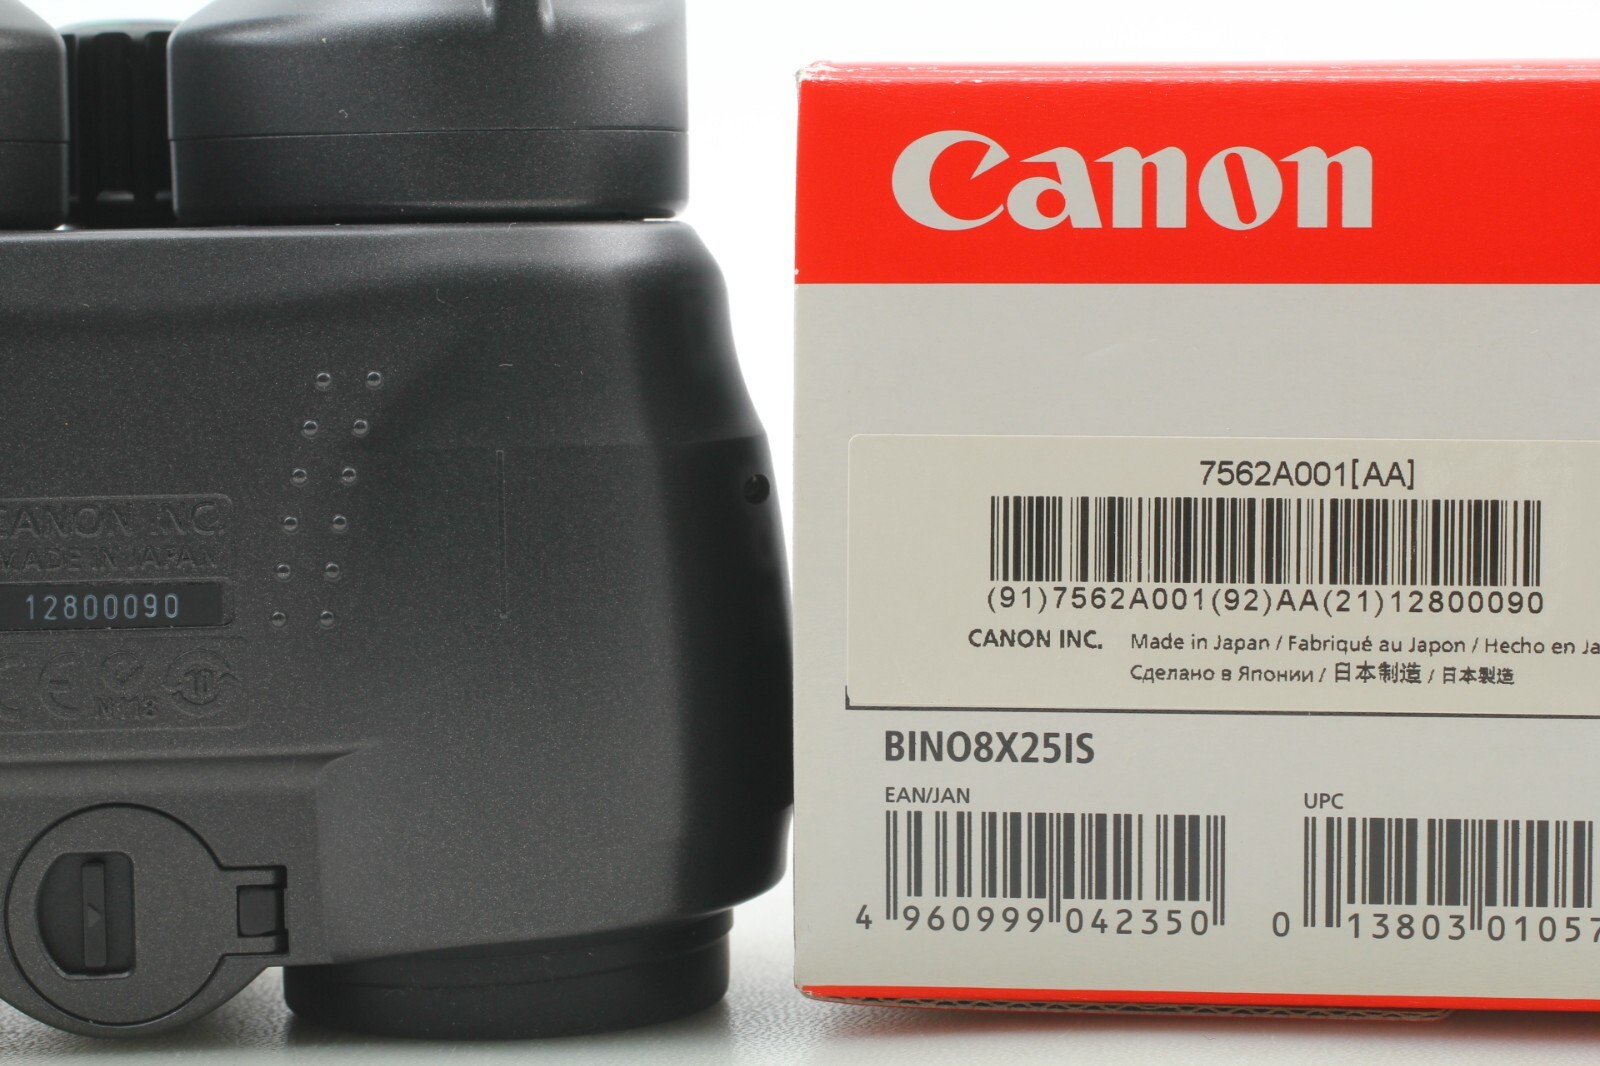 CANON INC.
MADE IN JAPAN
12800090
N118
Canon
7562A001[AA]
(91)7562A001(92)AA(21)12800090
CANON INC. Made in Japan / Fabriqué au Japon / Hecho en Ja
Сделано в Японии / 日本制造 / 日本製造
BINO8X25IS
EAN/JAN
4 960999 042350
UPC
0 13803 01057